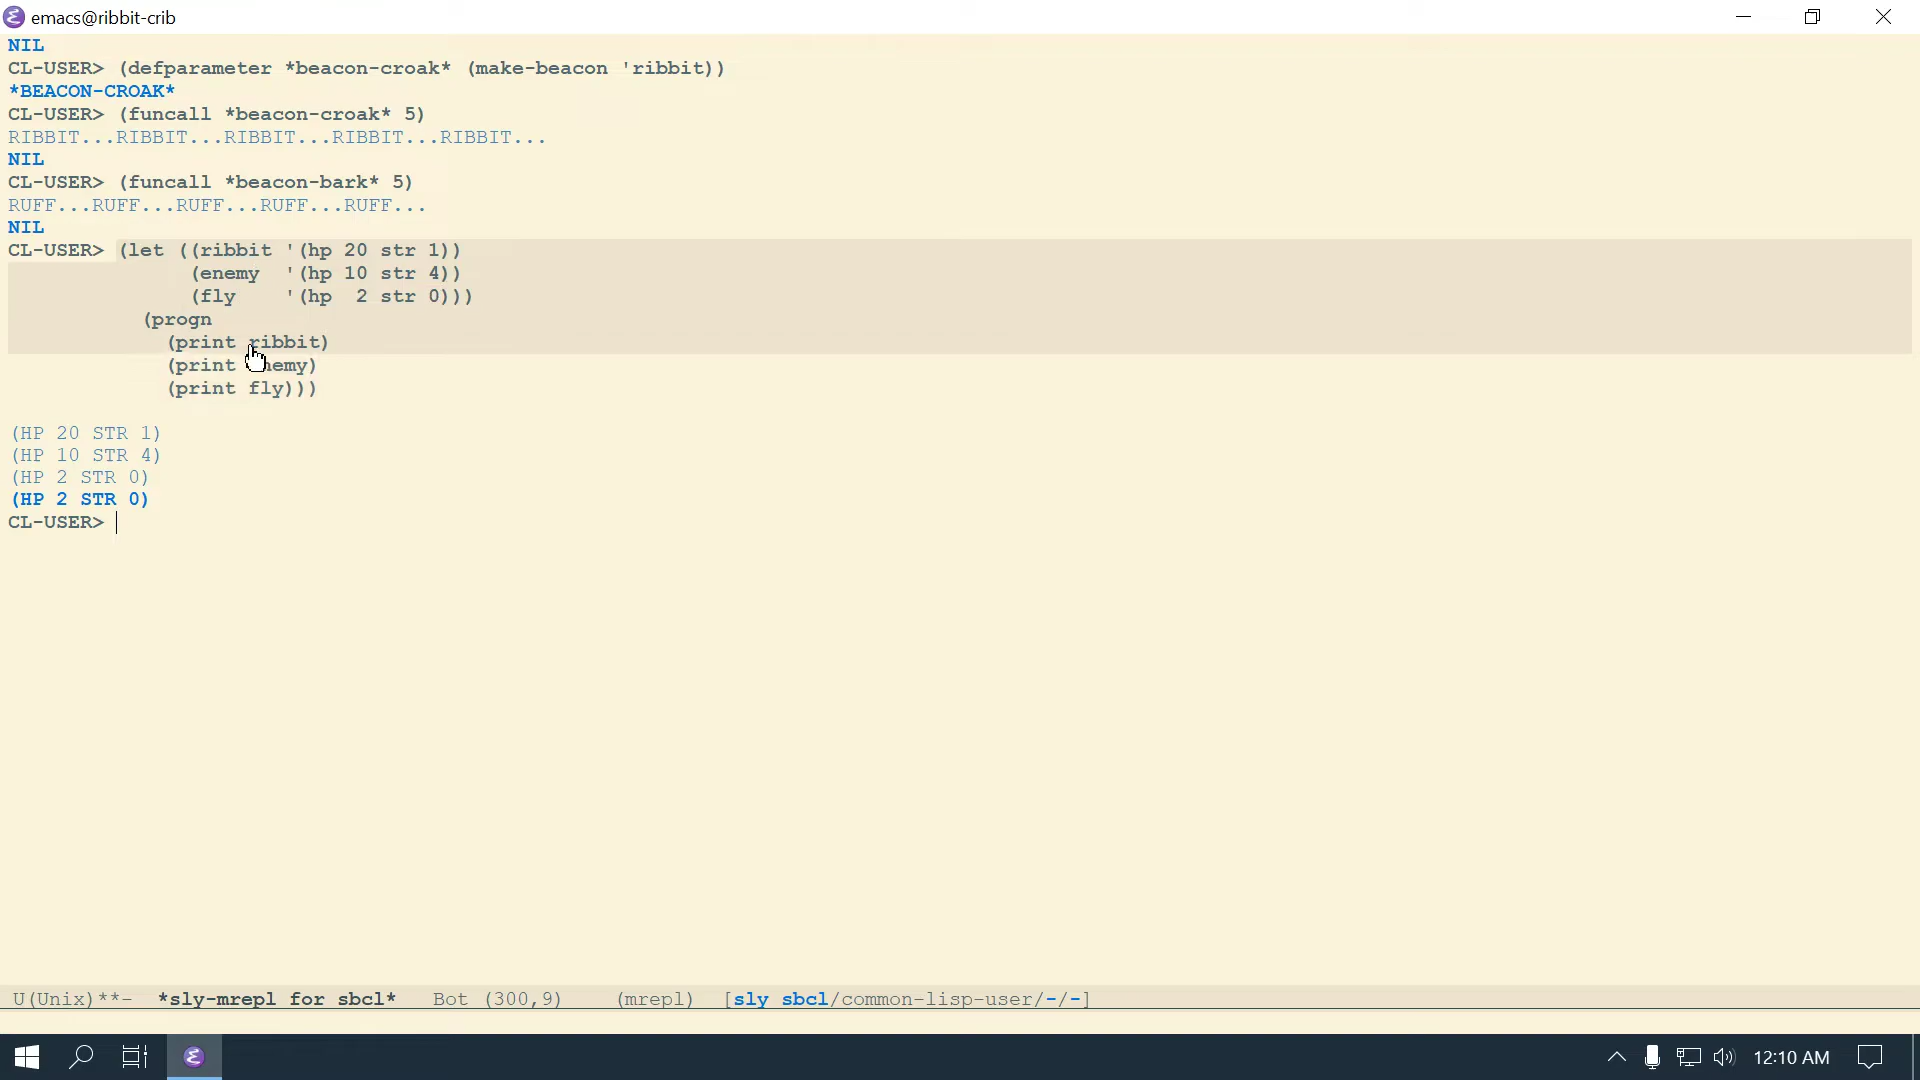 emacs@ribbit-crib
NIL
CL-USER> (defparameter *beacon-croak* (make-beacon 'ribbit))
*BEACON-CROAK*
CL-USER> (funcall *beacon-croak* 5)
RIBBIT...RIBBIT...RIBBIT...RIBBIT...RIBBIT...
NIL
CL-USER> (funcall *beacon-bark* 5)
RUFF...RUFF...RUFF...RUFF...RUFF...
NIL
CL-USER> (let ((ribbit '(hp 20 str 1))
(enemy  '(hp 10 str 4))
(fly    '(hp  2 str 0)))
(progn
(print ribbit)
(print enemy)
(print fly)))
(HP 20 STR 1)
(HP 10 STR 4)
(HP 2 STR 0)
(HP 2 STR 0)
CL-USER>
U(Unix)**-  *sly-mrepl for sbcl*   Bot (300,9)    (mrepl)  [sly sbcl/common-lisp-user/-/-]
12:10 AM